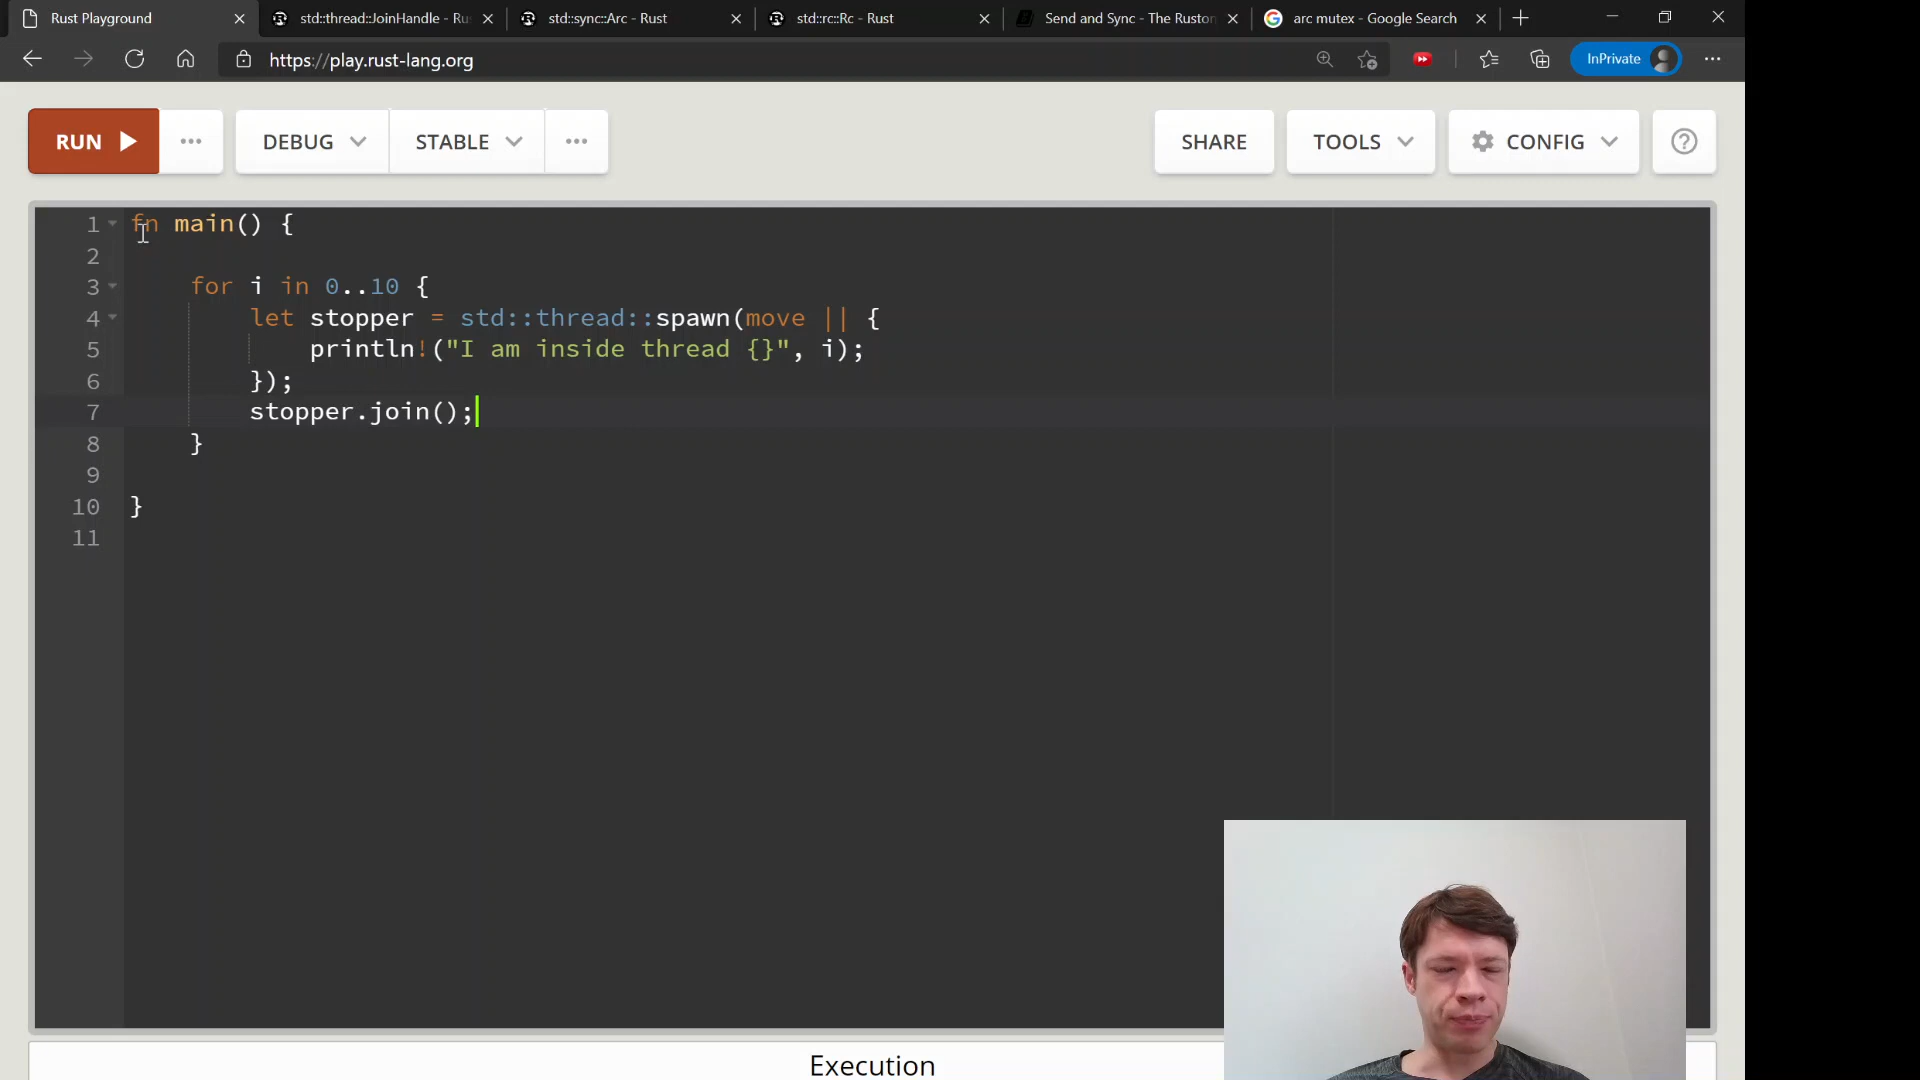 Rust Playground
std::thread::JoinHandle - Ru
std::sync::Arc - Rust
std::rc::Rc - Rust
Send and Sync - The Ruston
arc mutex - Google Search
https://play.rust-lang.org
InPrivate
RUN
DEBUG
STABLE
SHARE
TOOLS
CONFIG
1 fn main() {
2
3 for i in 0..10 {
4 let stopper = std::thread::spawn(move || {
5 println!("I am inside thread {}", i);
6 });
7 stopper.join();
8 }
9
10 }
11
Execution